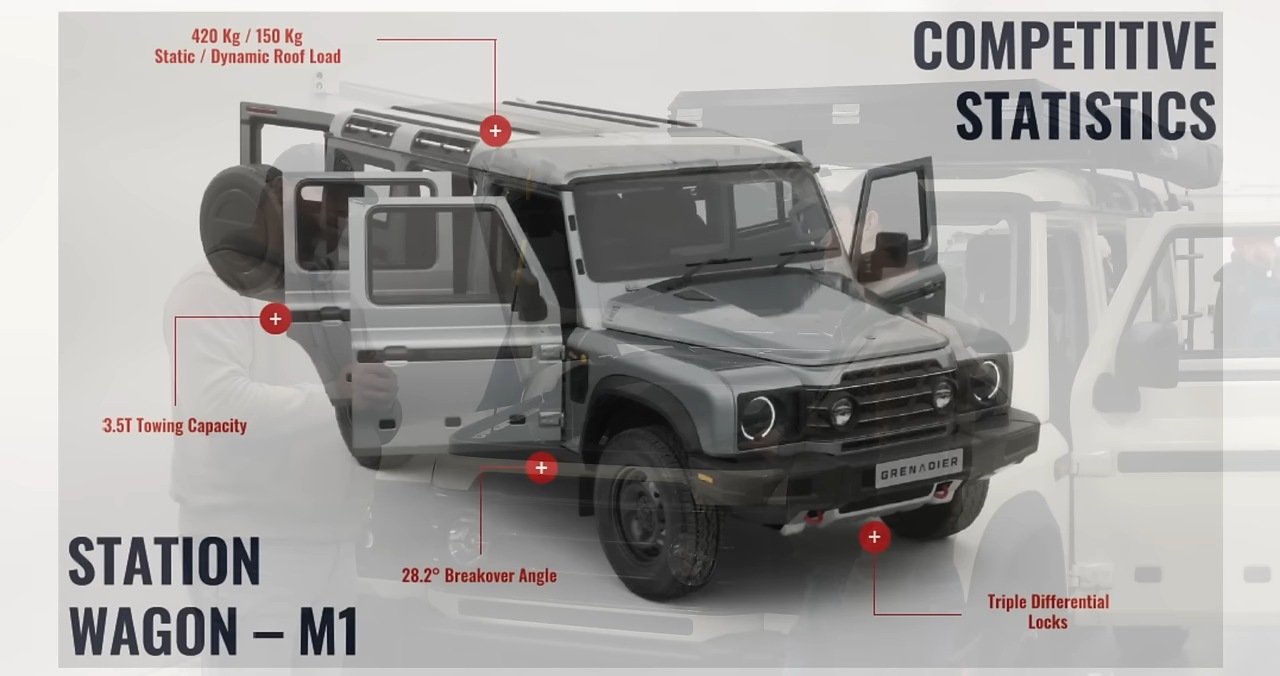 420 Kg / 150 Kg
Static / Dynamic Roof Load
COMPETITIVE
STATISTICS
3.5T Towing Capacity
GRENADIER
STATION
WAGON – M1
28.2° Breakover Angle
Triple Differential
Locks